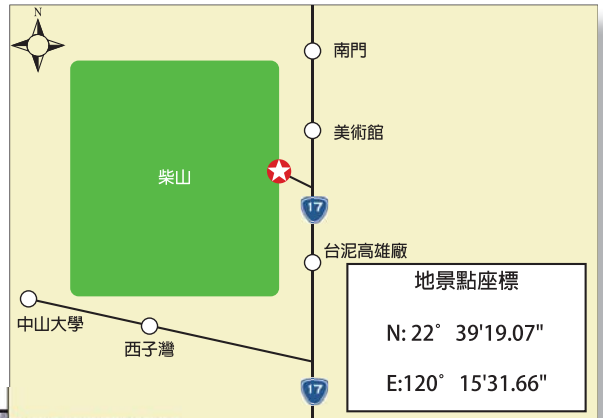 N
南門
美術館
柴山
17
台泥高雄廠
地景點座標
中山大學
N: 22° 39'19.07"
西子灣
E:120° 15'31.66"
17